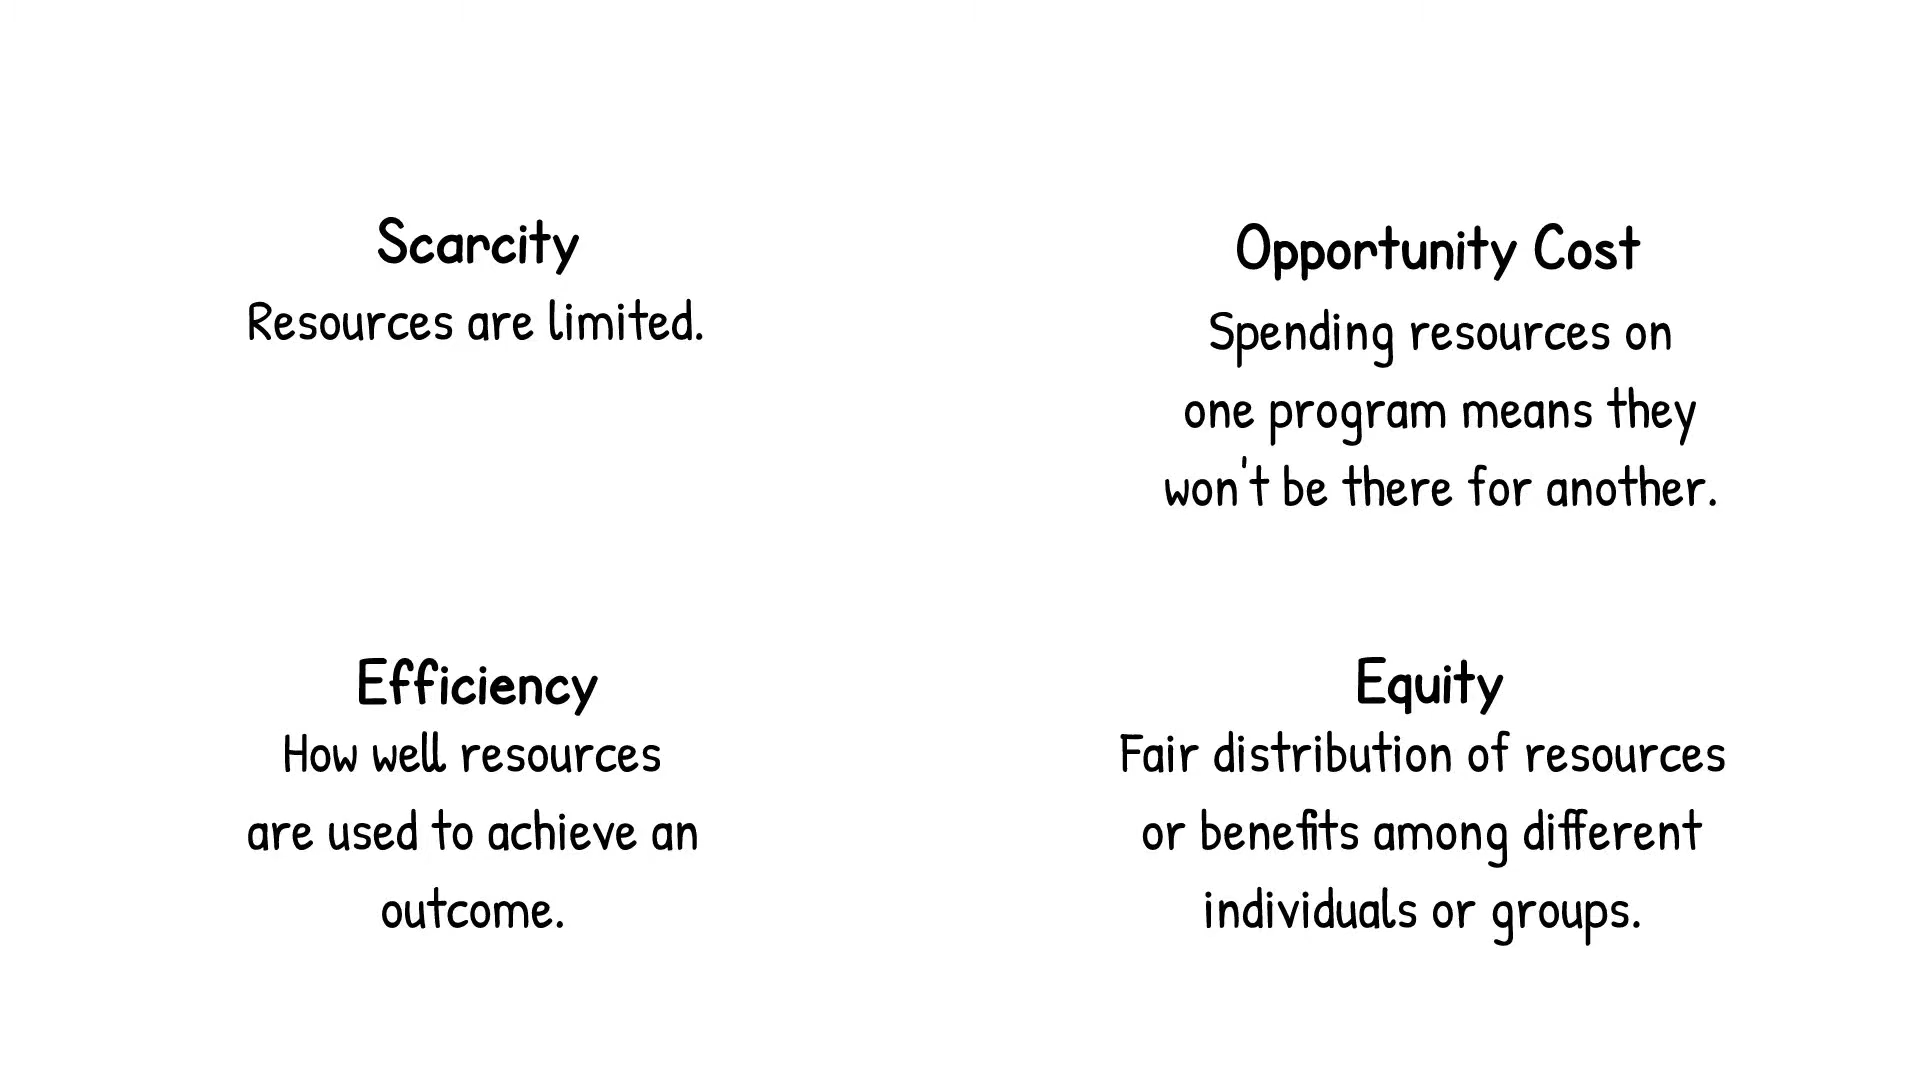 Scarcity
Resources are limited.
Opportunity Cost
Spending resources on
one program means they
won't be there for another.
Efficiency
How well resources
are used to achieve an
outcome.
Equity
Fair distribution of resources
or benefits among different
individuals or groups.